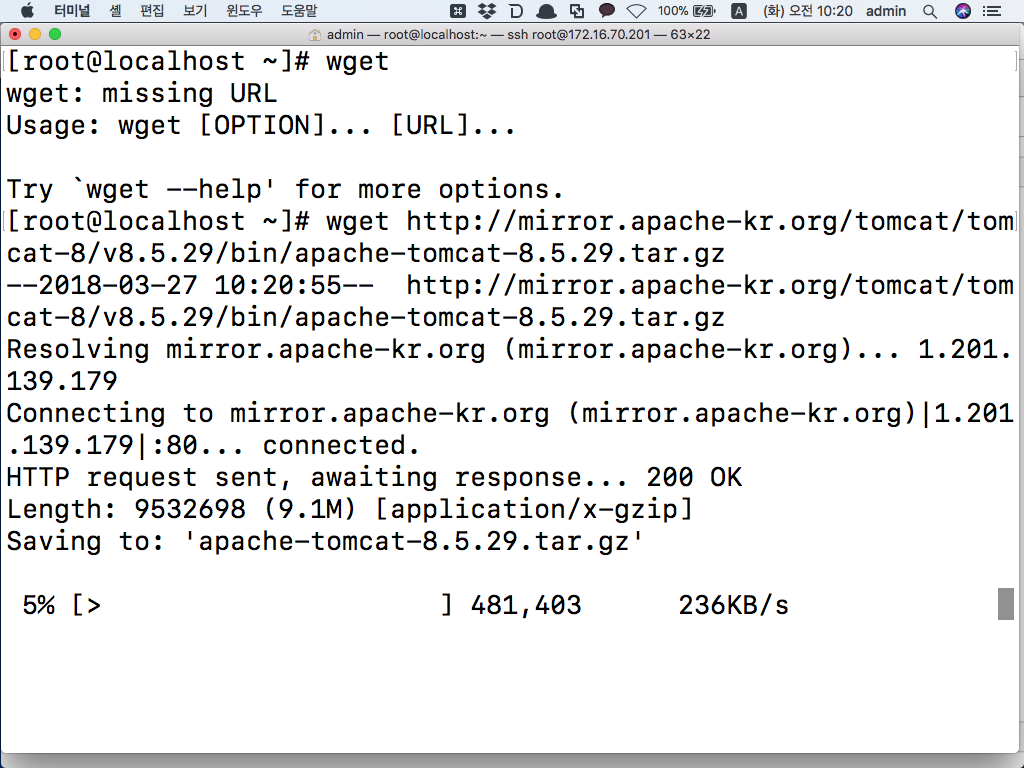 터미널 셸 편집 보기 윈도우 도움말 100% A (화) 오전 10:20 admin
admin — root@localhost:~ — ssh root@172.16.70.201 — 63×22
[root@localhost ~]# wget
wget: missing URL
Usage: wget [OPTION]... [URL]...
Try `wget --help' for more options.
[root@localhost ~]# wget http://mirror.apache-kr.org/tomcat/tom
cat-8/v8.5.29/bin/apache-tomcat-8.5.29.tar.gz
--2018-03-27 10:20:55--  http://mirror.apache-kr.org/tomcat/tom
cat-8/v8.5.29/bin/apache-tomcat-8.5.29.tar.gz
Resolving mirror.apache-kr.org (mirror.apache-kr.org)... 1.201.
139.179
Connecting to mirror.apache-kr.org (mirror.apache-kr.org)|1.201
.139.179|:80... connected.
HTTP request sent, awaiting response... 200 OK
Length: 9532698 (9.1M) [application/x-gzip]
Saving to: 'apache-tomcat-8.5.29.tar.gz'
 5% [>                      ] 481,403      236KB/s